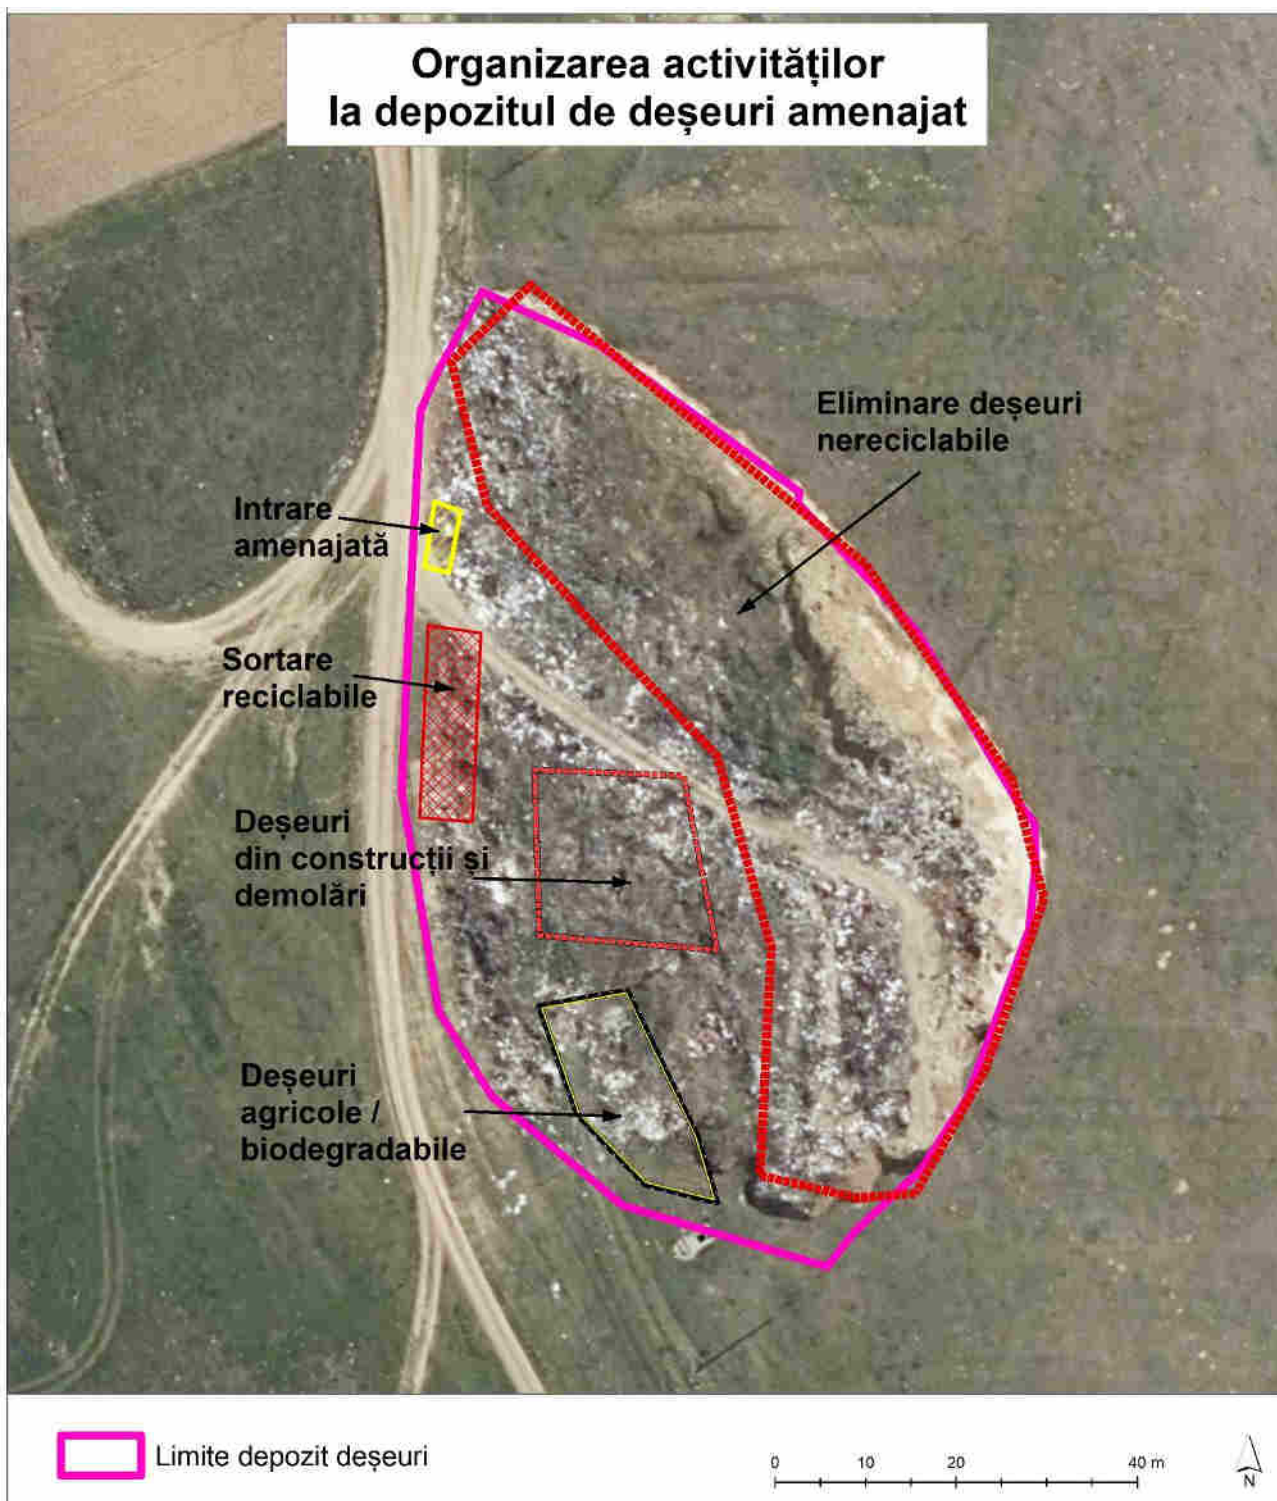 Organizarea activităților
la depozitul de deșeuri amenajat
Eliminare deșeuri
nereciclabile
Intrare
amenajată
Sortare
reciclabile
Deșeuri
din construcții și
demolări
Deșeuri
agricole /
biodegradabile
Limite depozit deșeuri
0 10 20 40 m
N